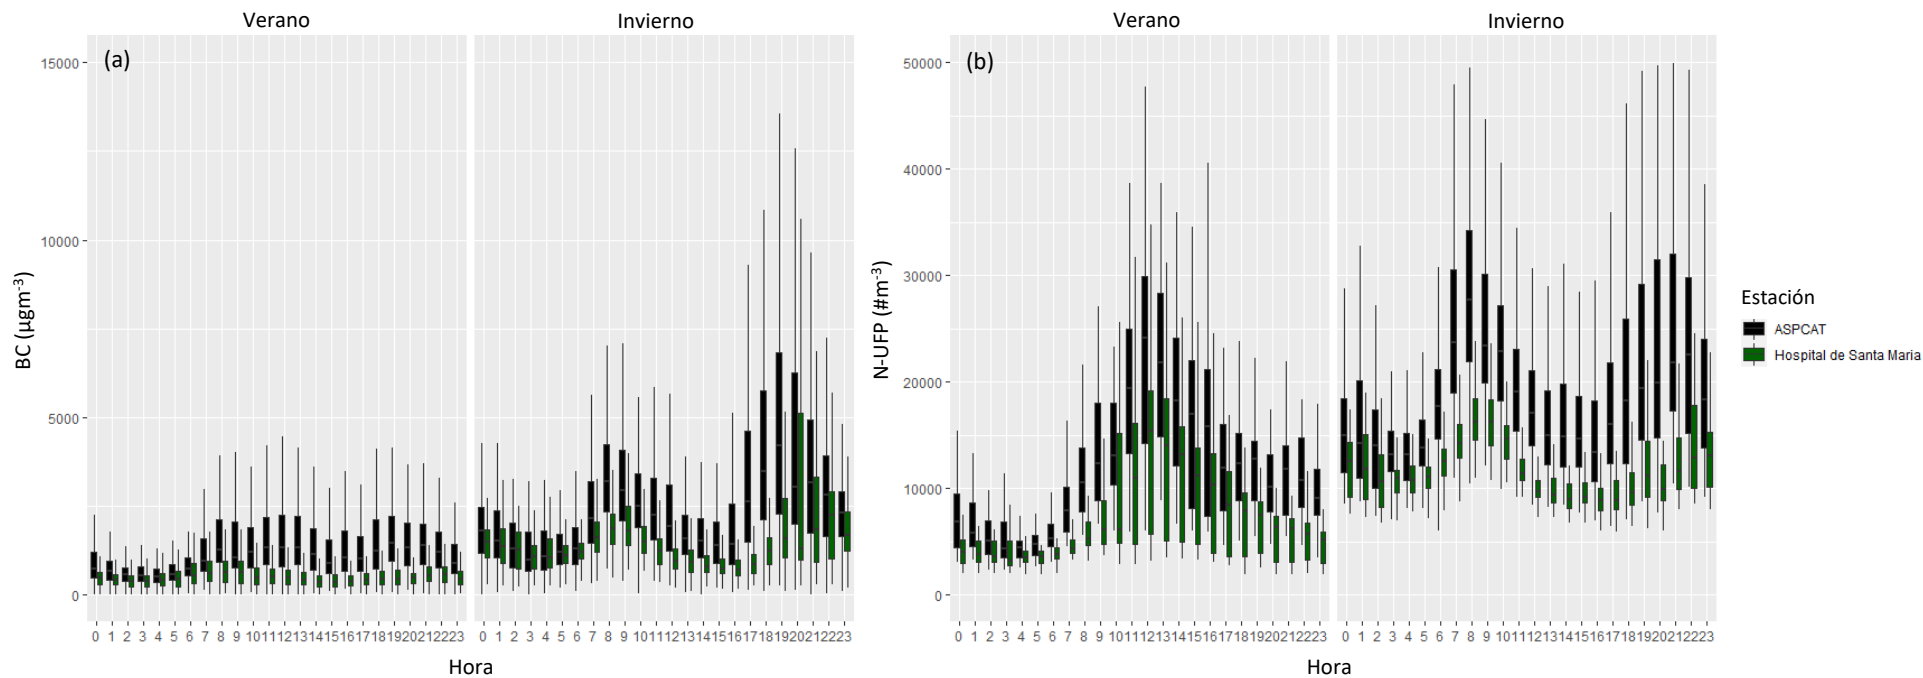 Verano
Invierno
Verano
Invierno
(a)
(b)
15000
10000
5000
0
BC (µgm-3)
50000
40000
30000
20000
10000
0
N-UFP (#m-3)
0 1 2 3 4 5 6 7 8 9 10 11 12 13 14 15 16 17 18 19 20 21 22 23
0 1 2 3 4 5 6 7 8 9 10 11 12 13 14 15 16 17 18 19 20 21 22 23
0 1 2 3 4 5 6 7 8 9 10 11 12 13 14 15 16 17 18 19 20 21 22 23
0 1 2 3 4 5 6 7 8 9 10 11 12 13 14 15 16 17 18 19 20 21 22 23
Hora
Hora
Estación
ASPCAT
Hospital de Santa Maria